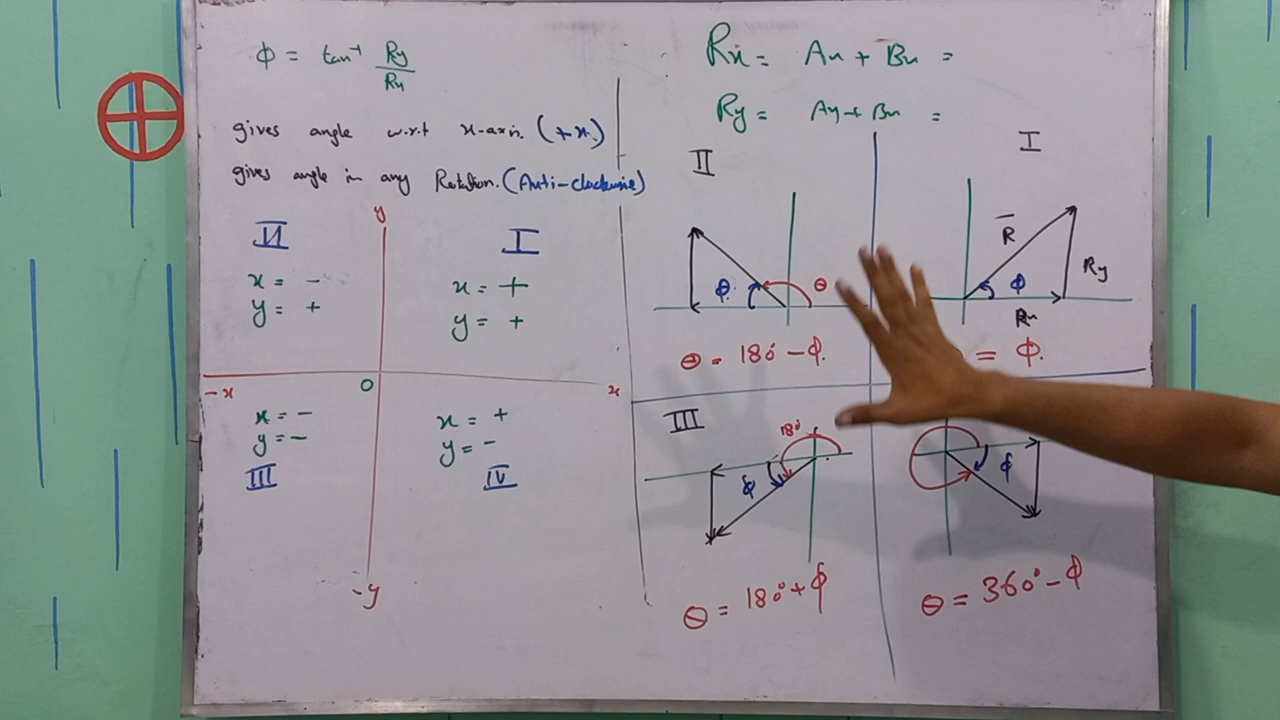 ϕ = tan⁻¹ Ry/Rx
gives angle w.r.t x-axis. (+x.)
gives angle in any Rotation. (Anti-clockwise)
y
II
x = -
y = +
I
x = +
y = +
-x
0
x
x = -
y = -
III
x = +
y = -
IV
-y
Rx = Ax + Bx =
Ry = Ay + Bx =
II
ϕ
θ
θ = 180° - ϕ.
I
R̅
Ry
ϕ
Rx
= ϕ.
III
180°
ϕ
θ = 180° + ϕ
ϕ
θ = 360° - ϕ